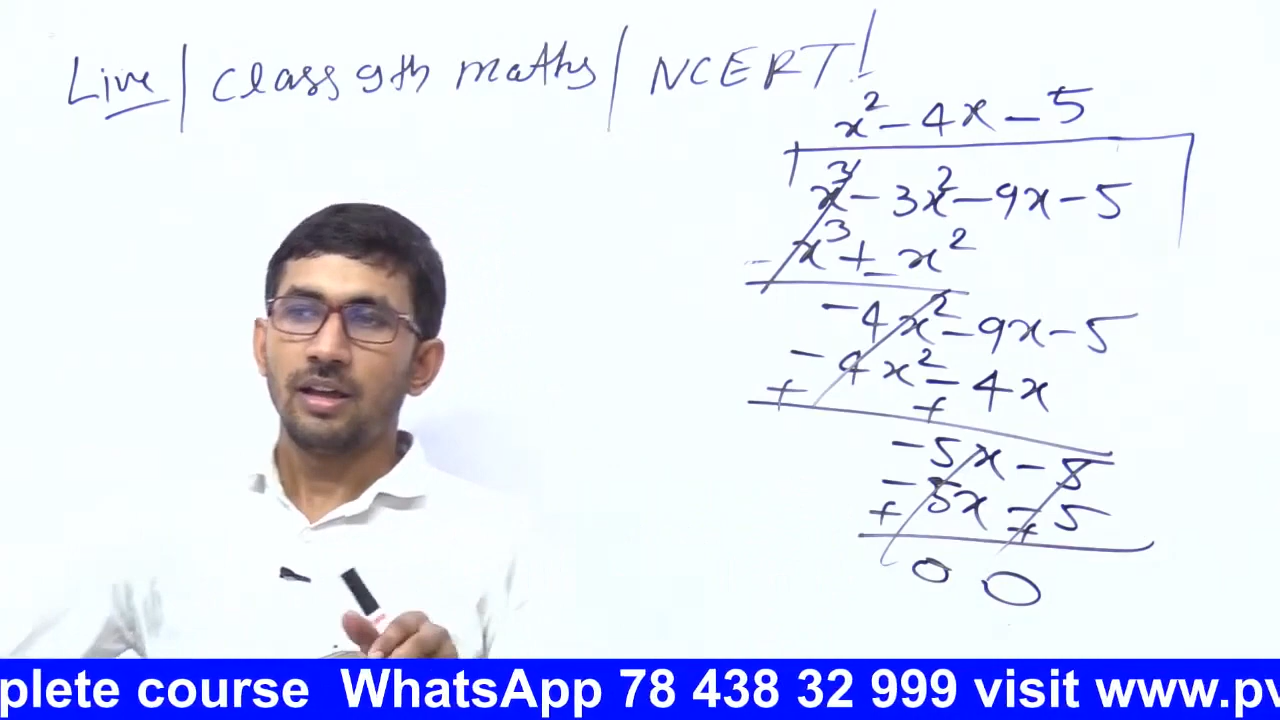 Live / class 9th maths / NCERT /
x² - 4x - 5
x³ - 3x² - 9x - 5
- x³ + - x²
-4x² - 9x - 5
-4x² - 4x
+ +
-5x - 5
-5x - 5
+ +
0 0
plete course WhatsApp 78 438 32 999 visit www.pv